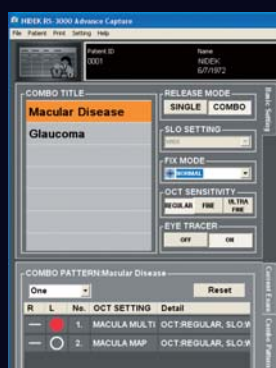 NIDEK RS-3000 Advance Capture
File Patient Print Setting Help
Patient ID
0001
Name
NIDEK
6/7/1972
COMBO TITLE
Macular Disease
Glaucoma
RELEASE MODE
SINGLE COMBO
SLO SETTING
FIX MODE
NORMAL
OCT SENSITIVITY
REGULAR FINE ULTRA FINE
EYE TRACER
OFF ON
Basic Setting
COMBO PATTERN:Macular Disease
One
Reset
R L No. OCT SETTING Detail
1. MACULA MULTI OCT:REGULAR, SLO:W
2. MACULA MAP OCT:REGULAR, SLO:W
Current Exam
Combo Pattern